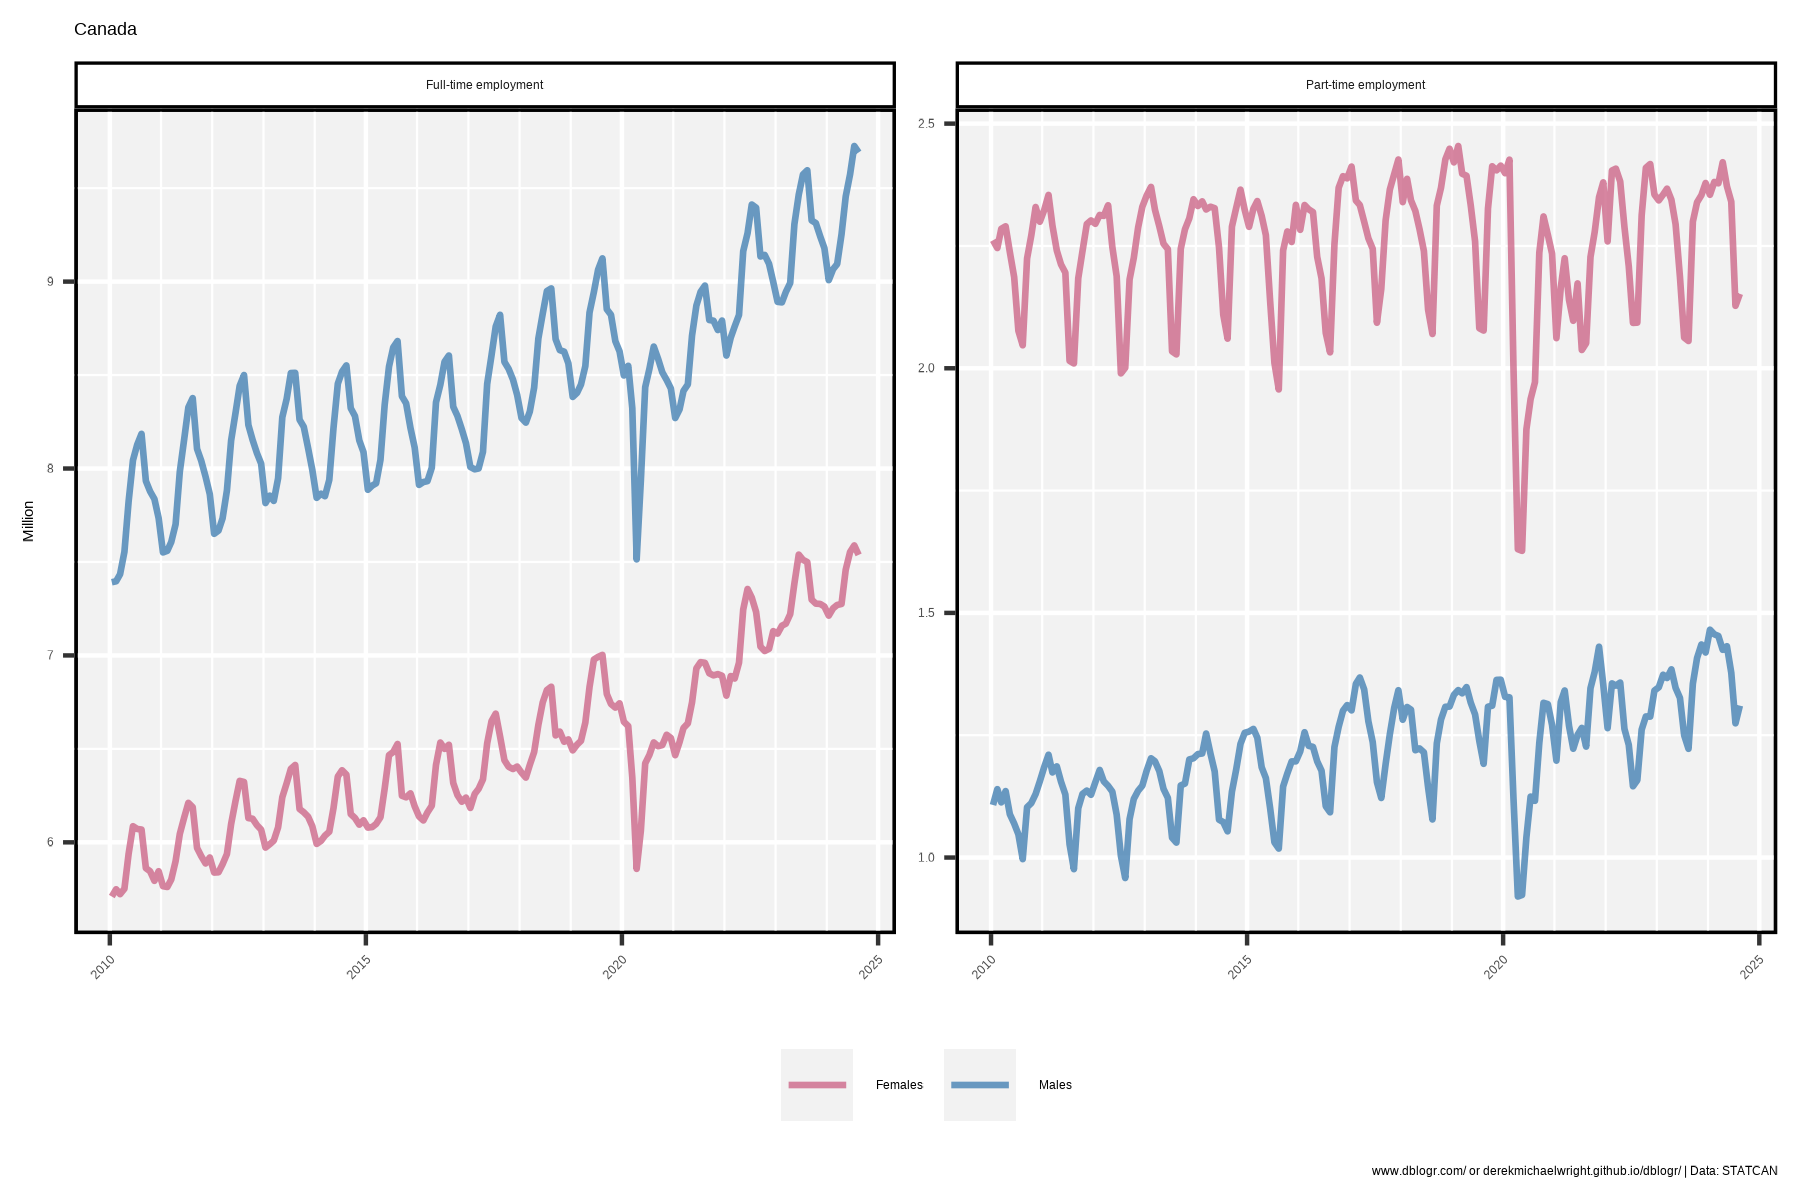 Canada
Full-time employment
Part-time employment
Million
9
8
7
6
2.5
2.0
1.5
1.0
2010
2015
2020
2025
2010
2015
2020
2025
Females
Males
www.dblogr.com/ or derekmichaelwright.github.io/dblogr/ | Data: STATCAN